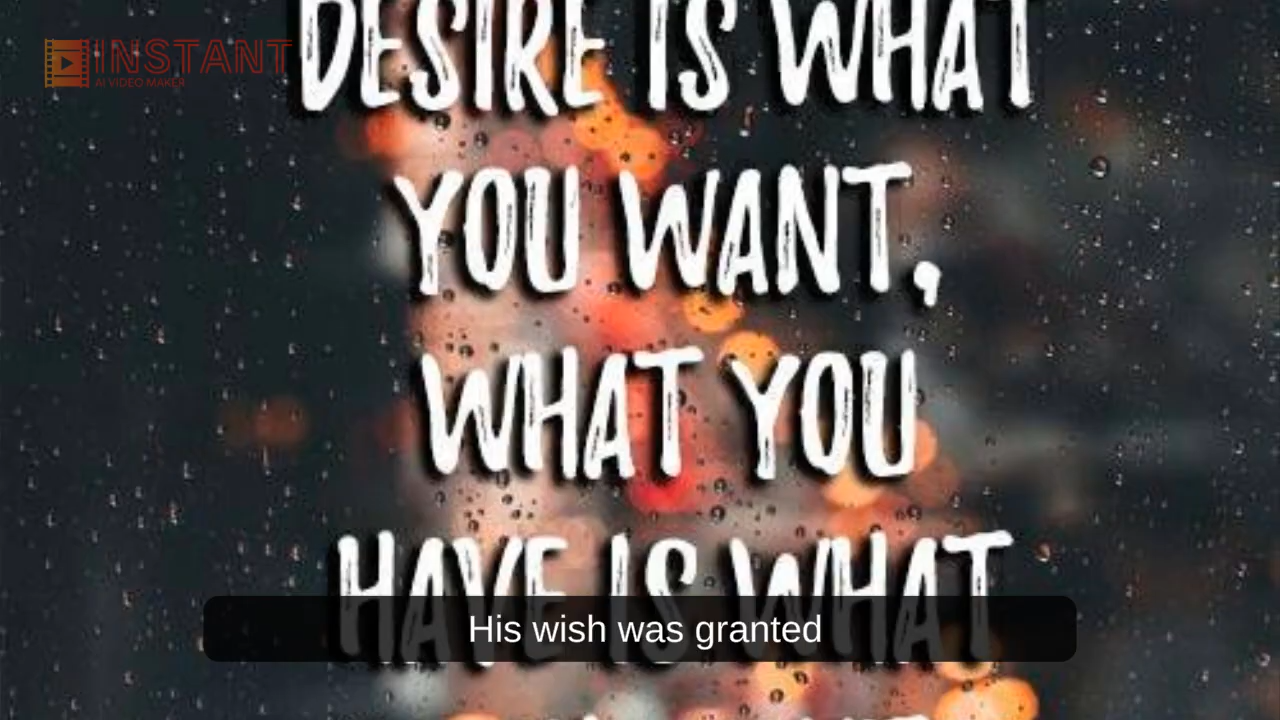 INSTANT
AI VIDEO MAKER
DESIRE IS WHAT
YOU WANT,
WHAT YOU
HAVE IS WHAT
His wish was granted